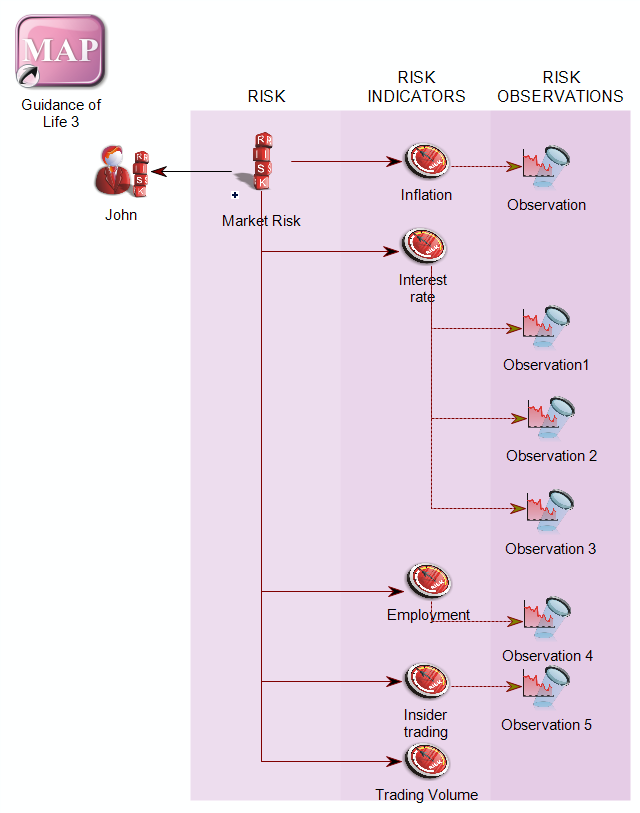 MAP
Guidance of
Life 3
RISK
RISK
INDICATORS
RISK
OBSERVATIONS
John
RISK
Market Risk
Inflation
Observation
Interest
rate
Observation1
Observation 2
Observation 3
Employment
Observation 4
Insider
trading
Observation 5
Trading Volume